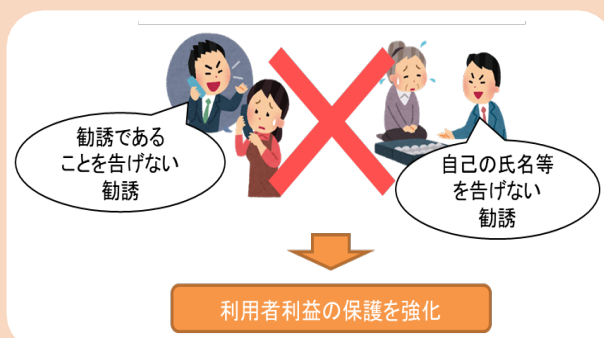 勧誘である
ことを告げない
勧誘
自己の氏名等
を告げない
勧誘
利用者利益の保護を強化